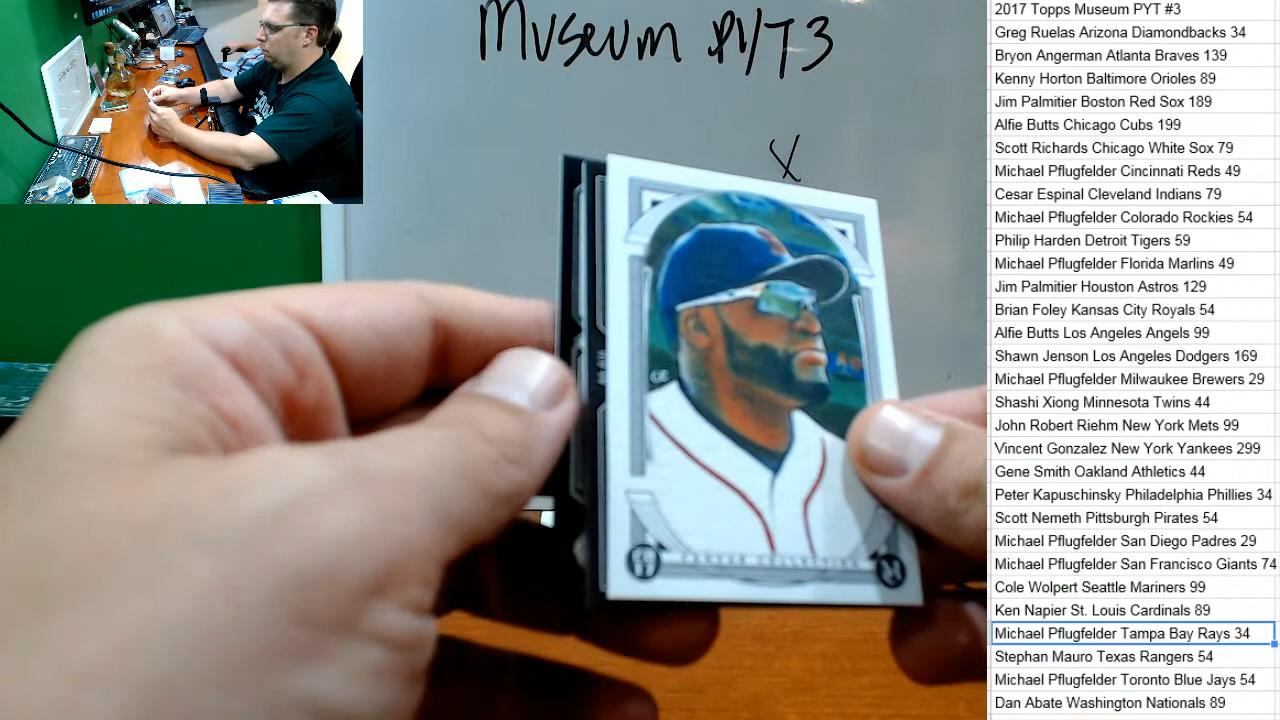 Museum PYT 3
X
2017 Topps Museum PYT #3
Greg Ruelas Arizona Diamondbacks 34
Bryon Angerman Atlanta Braves 139
Kenny Horton Baltimore Orioles 89
Jim Palmitier Boston Red Sox 189
Alfie Butts Chicago Cubs 199
Scott Richards Chicago White Sox 79
Michael Pflugfelder Cincinnati Reds 49
Cesar Espinal Cleveland Indians 79
Michael Pflugfelder Colorado Rockies 54
Philip Harden Detroit Tigers 59
Michael Pflugfelder Florida Marlins 49
Jim Palmitier Houston Astros 129
Brian Foley Kansas City Royals 54
Alfie Butts Los Angeles Angels 99
Shawn Jenson Los Angeles Dodgers 169
Michael Pflugfelder Milwaukee Brewers 29
Shashi Xiong Minnesota Twins 44
John Robert Riehm New York Mets 99
Vincent Gonzalez New York Yankees 299
Gene Smith Oakland Athletics 44
Peter Kapuschinsky Philadelphia Phillies 34
Scott Nemeth Pittsburgh Pirates 54
Michael Pflugfelder San Diego Padres 29
Michael Pflugfelder San Francisco Giants 74
Cole Wolpert Seattle Mariners 99
Ken Napier St. Louis Cardinals 89
Michael Pflugfelder Tampa Bay Rays 34
Stephan Mauro Texas Rangers 54
Michael Pflugfelder Toronto Blue Jays 54
Dan Abate Washington Nationals 89